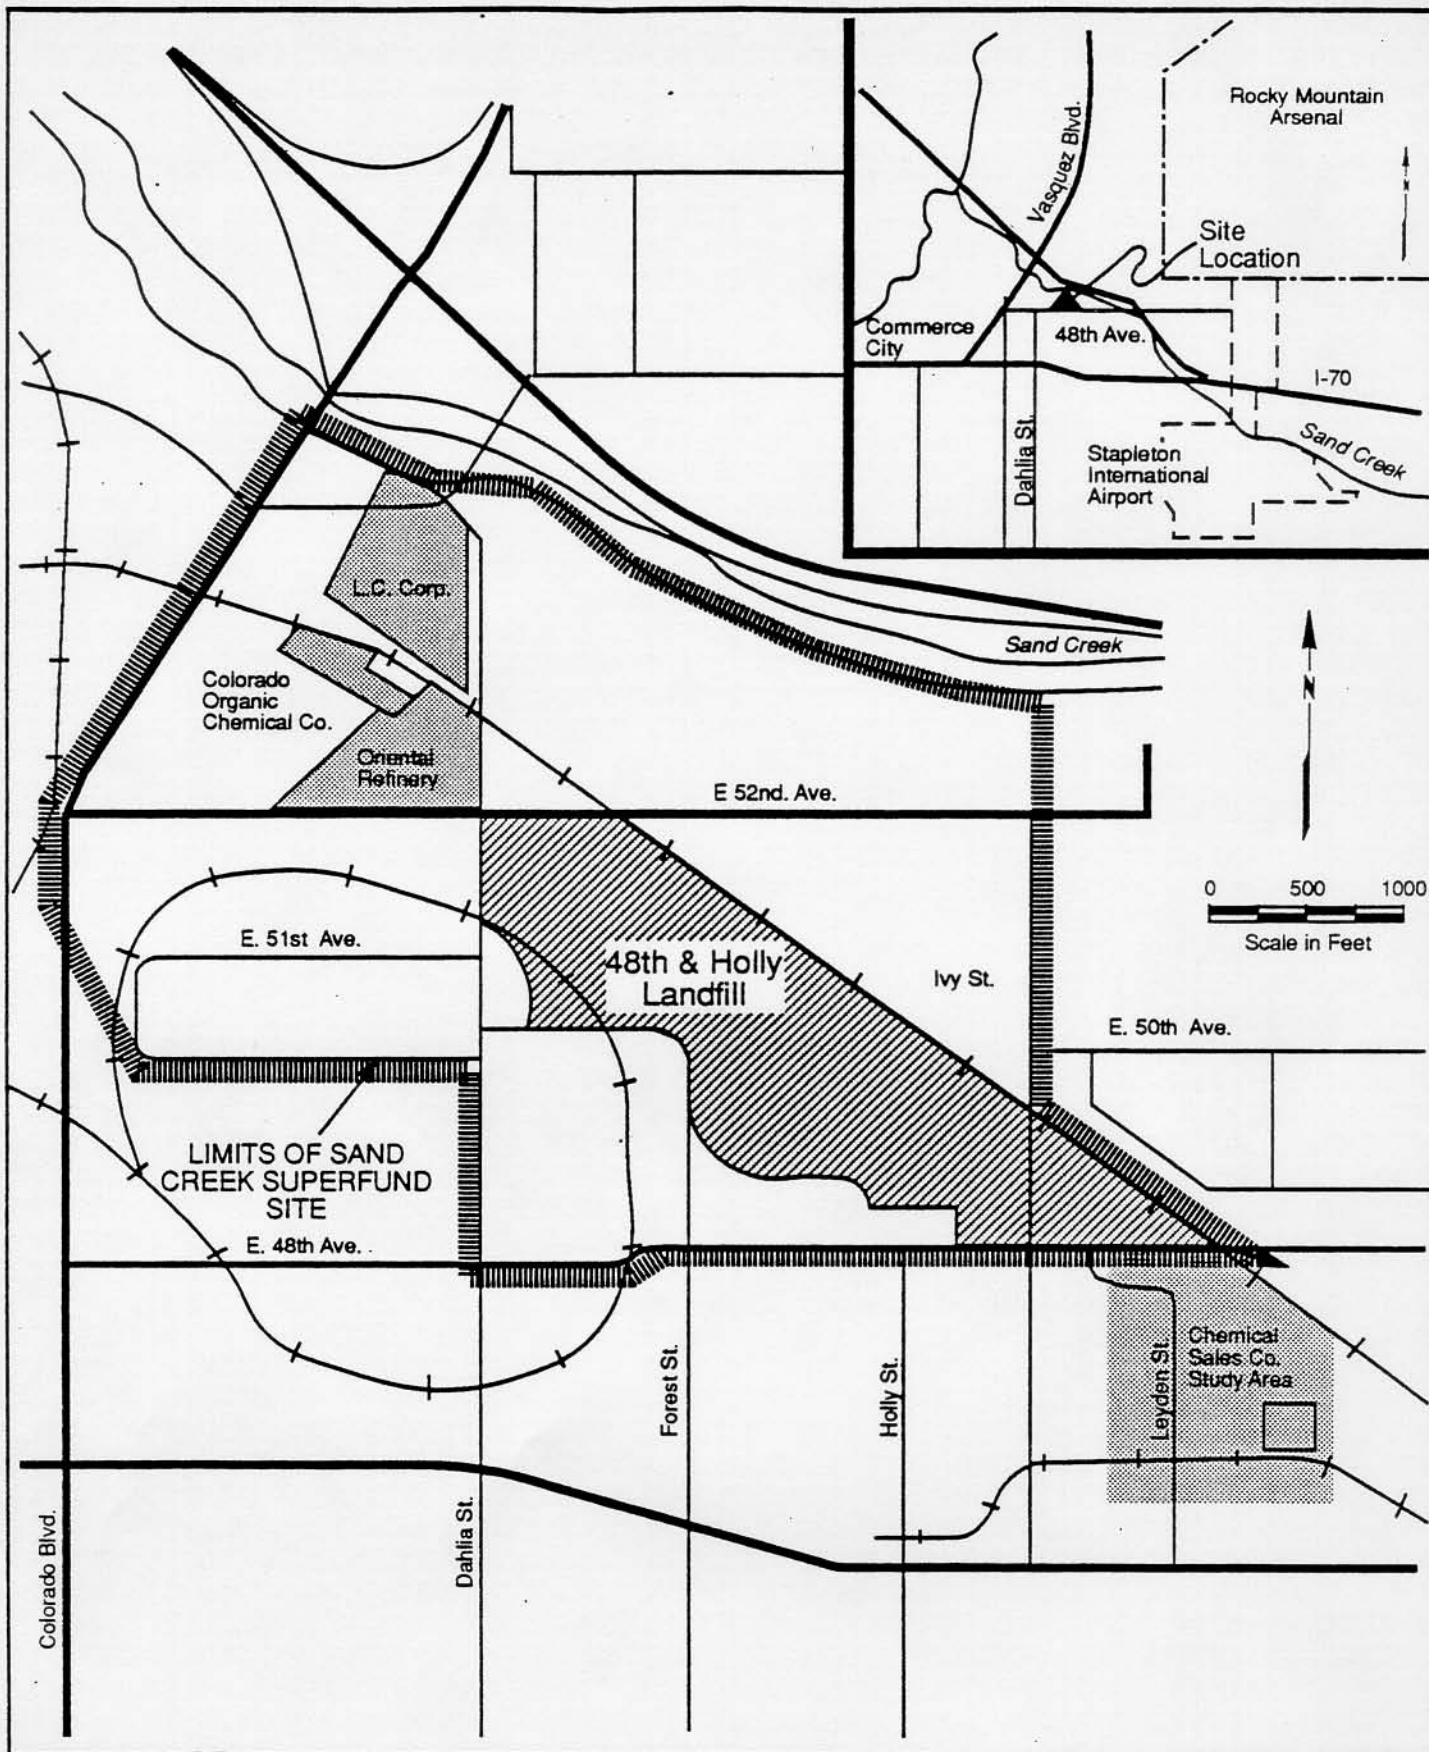 Rocky Mountain
Arsenal
N
Vasquez Blvd.
Site
Location
Commerce
City
48th Ave.
I-70
Dahlia St.
Sand Creek
Stapleton
International
Airport
L.C. Corp.
Sand Creek
Colorado
Organic
Chemical Co.
N
Oriental
Refinery
E 52nd. Ave.
0 500 1000
Scale in Feet
E. 51st Ave.
48th & Holly
Landfill
Ivy St.
E. 50th Ave.
LIMITS OF SAND
CREEK SUPERFUND
SITE
E. 48th Ave.
Chemical
Sales Co.
Study Area
Forest St.
Holly St.
Leyden St.
Dahlia St.
Colorado Blvd.